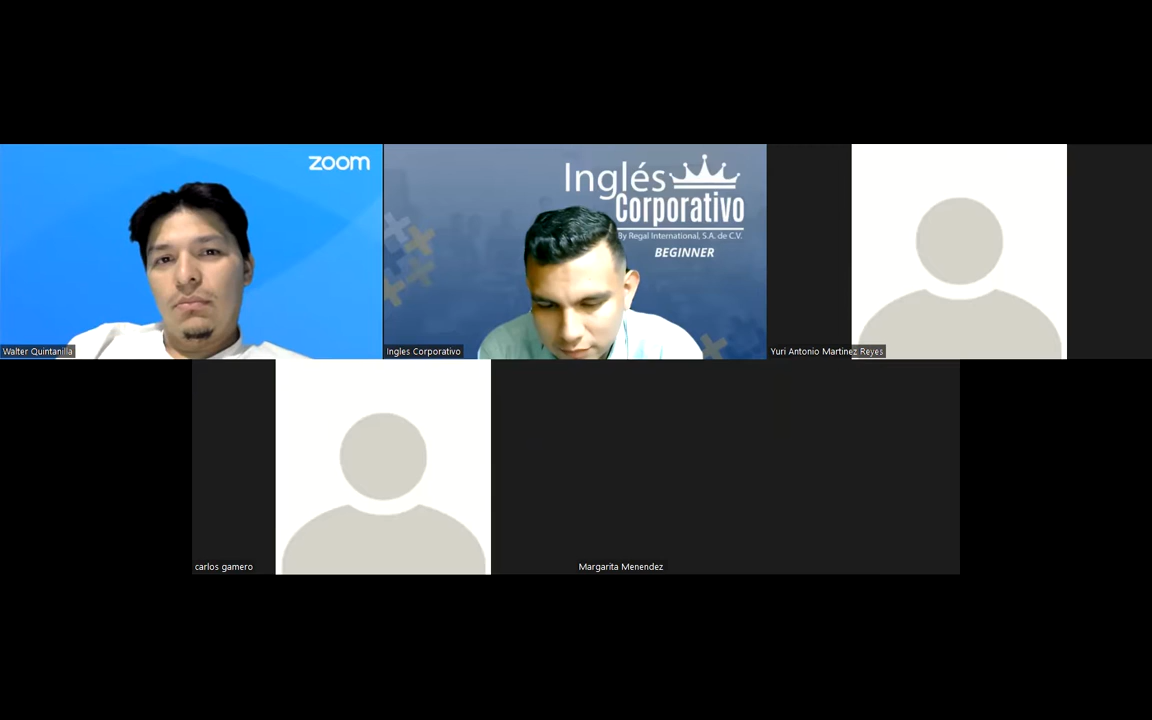 zoom
Inglés
Corporativo
By Regal International, S.A. de C.V.
BEGINNER
Walter Quintanilla
Ingles Corporativo
Yuri Antonio Martinez Reyes
carlos gamero
Margarita Menendez